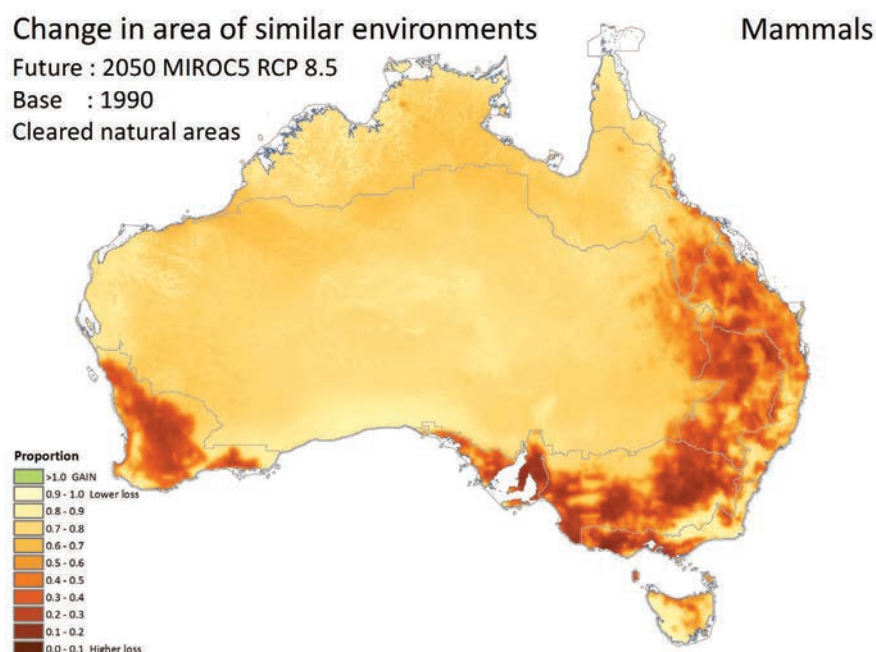 Change in area of similar environments
Mammals
Future : 2050 MIROC5 RCP 8.5
Base : 1990
Cleared natural areas
Proportion
>1.0 GAIN
0.9 - 1.0 Lower loss
0.8 - 0.9
0.7 - 0.8
0.6 - 0.7
0.5 - 0.6
0.4 - 0.5
0.3 - 0.4
0.2 - 0.3
0.1 - 0.2
0.0 - 0.1 Higher loss